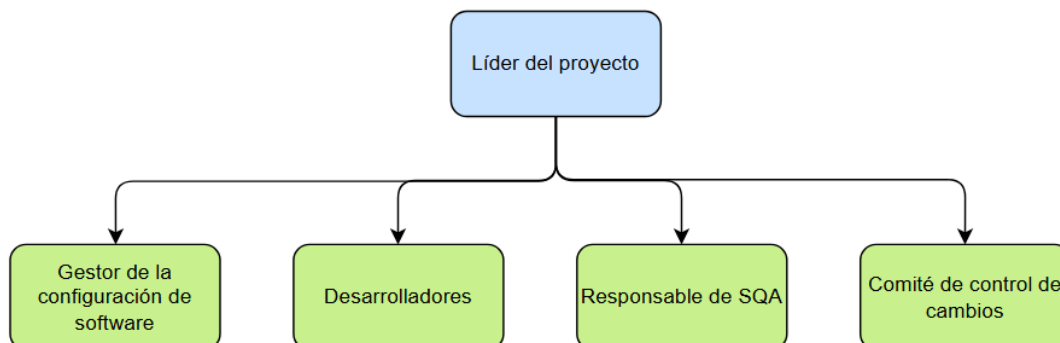 Líder del proyecto
Gestor de la
configuración de
software
Desarrolladores
Responsable de SQA
Comité de control de
cambios